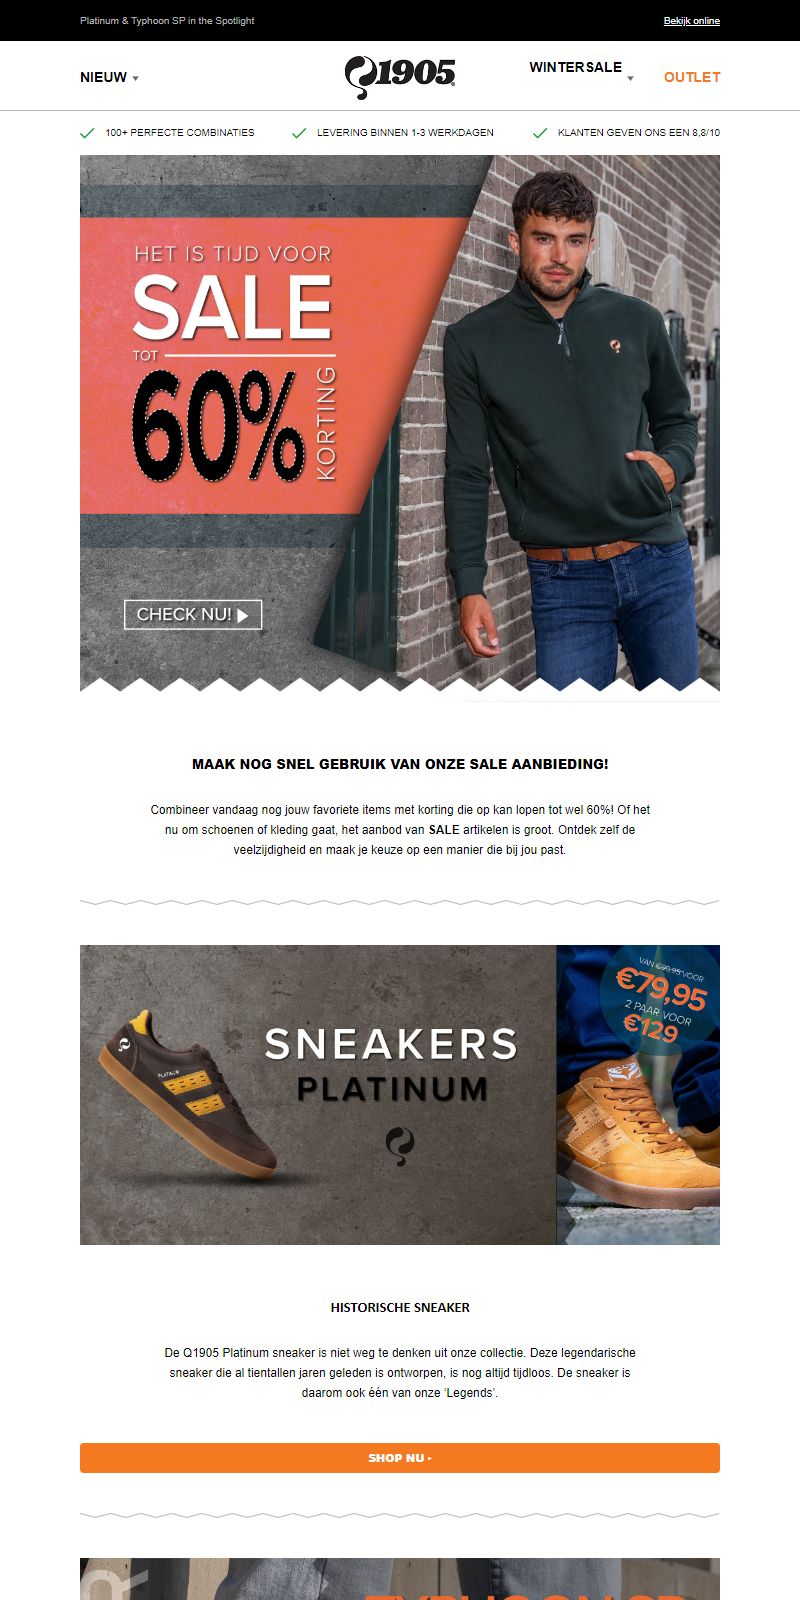 Platinum & Typhoon SP in the Spotlight
Bekijk online
NIEUW
Q1905
WINTERSALE
OUTLET
100+ PERFECTE COMBINATIES
LEVERING BINNEN 1-3 WERKDAGEN
KLANTEN GEVEN ONS EEN 8,8/10
HET IS TIJD VOOR
SALE
TOT
60%
KORTING
CHECK NU!
MAAK NOG SNEL GEBRUIK VAN ONZE SALE AANBIEDING!
Combineer vandaag nog jouw favoriete items met korting die op kan lopen tot wel 60%! Of het
nu om schoenen of kleding gaat, het aanbod van SALE artikelen is groot. Ontdek zelf de
veelzijdigheid en maak je keuze op een manier die bij jou past.
SNEAKERS
PLATINUM
PLATINUM
VAN €99,95 VOOR
€79,95
2 PAAR VOOR
€129
HISTORISCHE SNEAKER
De Q1905 Platinum sneaker is niet weg te denken uit onze collectie. Deze legendarische
sneaker die al tientallen jaren geleden is ontworpen, is nog altijd tijdloos. De sneaker is
daarom ook één van onze ‘Legends’.
SHOP NU
TYPHOON SP